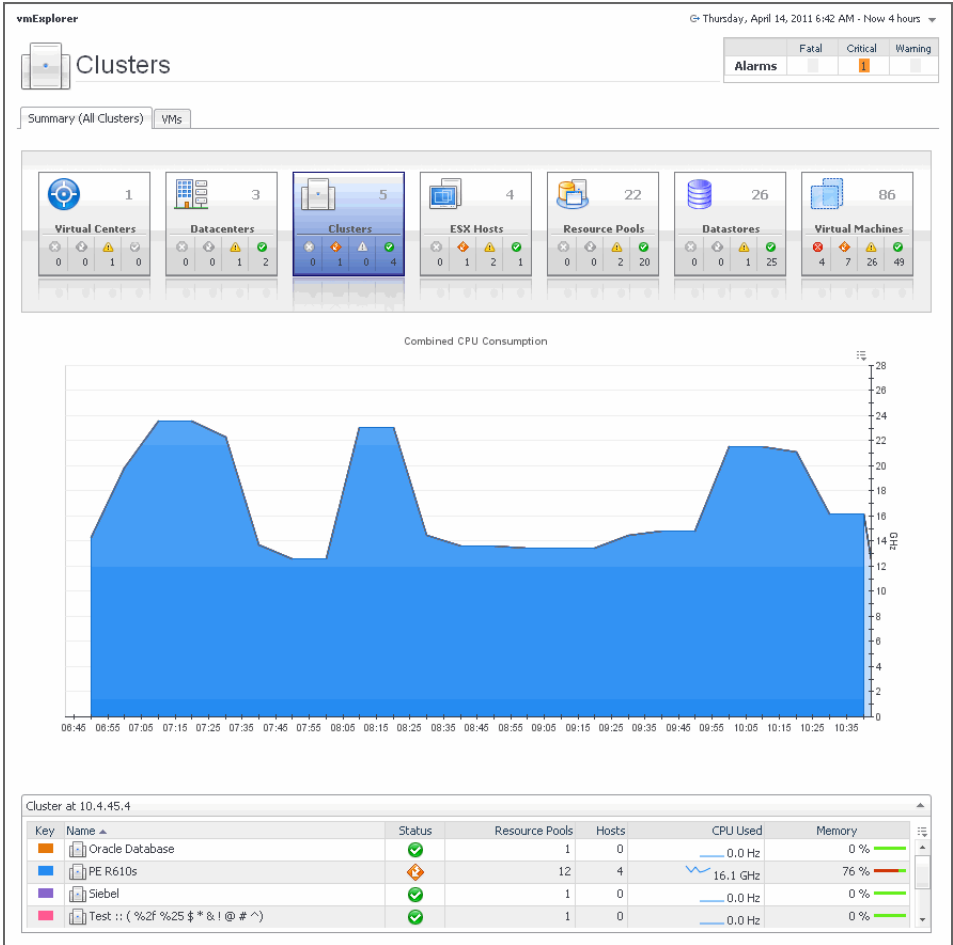 vmExplorer
Thursday, April 14, 2011 6:42 AM - Now 4 hours
Clusters
Fatal Critical Warning
Alarms 1
Summary (All Clusters) VMs
1 3 5 4 22 26 86
Virtual Centers Datacenters Clusters ESX Hosts Resource Pools Datastores Virtual Machines
0 0 1 0 0 0 1 2 0 1 0 4 0 1 2 1 0 0 2 20 0 0 1 25 4 7 26 49
Combined CPU Consumption
28
26
24
22
20
18
16
14
GHz
12
10
8
6
4
2
0
06:45 06:55 07:05 07:15 07:25 07:35 07:45 07:55 08:05 08:15 08:25 08:35 08:45 08:55 09:05 09:15 09:25 09:35 09:45 09:55 10:05 10:15 10:25 10:35
Cluster at 10.4.45.4
Key Name Status Resource Pools Hosts CPU Used Memory
Oracle Database 1 0 0.0 Hz 0 %
PE R610s 12 4 16.1 GHz 76 %
Siebel 1 0 0.0 Hz 0 %
Test :: ( %2f %25 $ * & ! @ # ^) 1 0 0.0 Hz 0 %